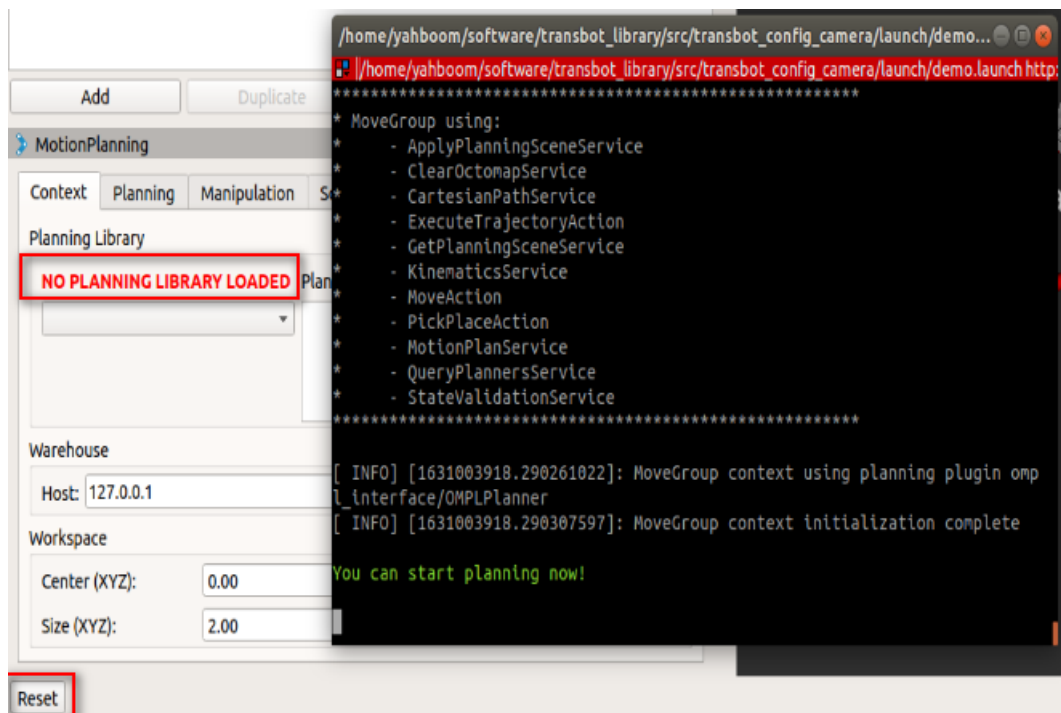 Add
Duplicate
MotionPlanning
Context Planning Manipulation
Planning Library
NO PLANNING LIBRARY LOADED
Warehouse
Host: 127.0.0.1
Workspace
Center (XYZ): 0.00
Size (XYZ): 2.00
Reset
/home/yahboom/software/transbot_library/src/transbot_config_camera/launch/demo...
/home/yahboom/software/transbot_library/src/transbot_config_camera/launch/demo.launch http:
********************************************************
* MoveGroup using:
*     - ApplyPlanningSceneService
*     - ClearOctomapService
*     - CartesianPathService
*     - ExecuteTrajectoryAction
*     - GetPlanningSceneService
*     - KinematicsService
*     - MoveAction
*     - PickPlaceAction
*     - MotionPlanService
*     - QueryPlannersService
*     - StateValidationService
********************************************************
[ INFO] [1631003918.290261022]: MoveGroup context using planning plugin omp
l_interface/OMPLPlanner
[ INFO] [1631003918.290307597]: MoveGroup context initialization complete
You can start planning now!